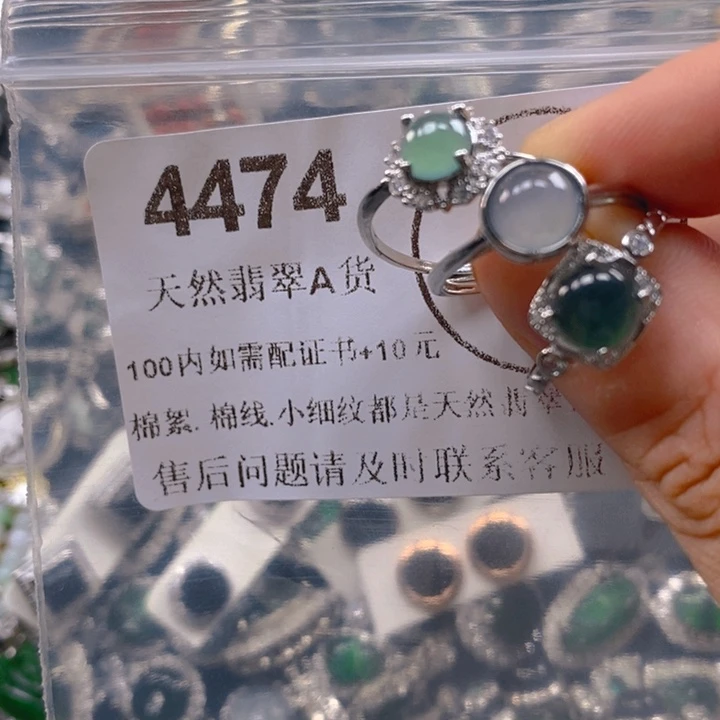 4474
天然翡翠A货
100内如需配证书+10元
棉絮.棉线.小细纹都是天然翡翠
售后问题请及时联系客服